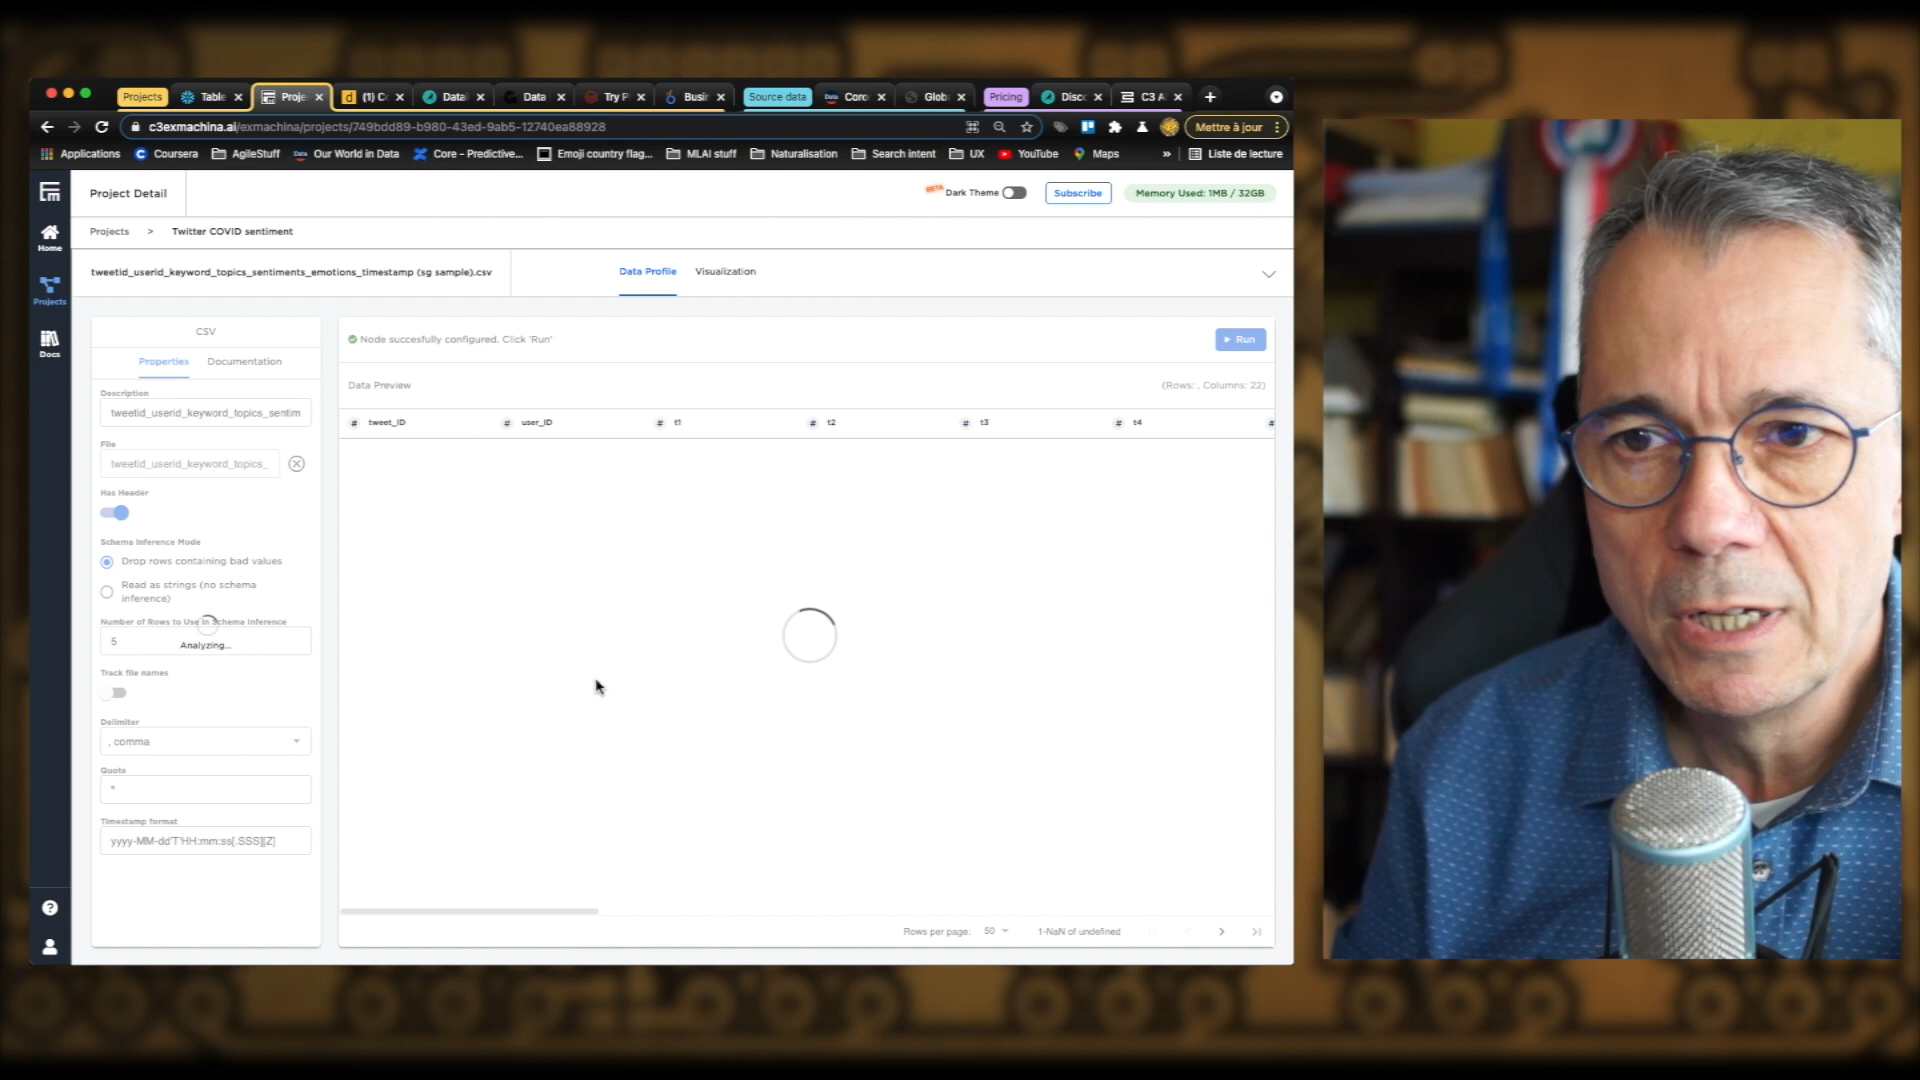 Projects
Table
Proje
(1) C
Data
Data
Try P
Busin
Source data
Coro
Glob
Pricing
Disc
C3 A
c3exmachina.ai/exmachina/projects/749bdd89-b980-43ed-9ab5-12740ea88928
Mettre à jour
Applications
Coursera
AgileStuff
Our World in Data
Core – Predictive...
Emoji country flag...
MLAI stuff
Naturalisation
Search intent
UX
YouTube
Maps
»
Liste de lecture
Project Detail
BETA
Dark Theme
Subscribe
Memory Used: 1MB / 32GB
Home
Projects > Twitter COVID sentiment
Projects
tweetid_userid_keyword_topics_sentiments_emotions_timestamp (sg sample).csv
Data Profile
Visualization
Docs
CSV
Properties
Documentation
Node succesfully configured. Click 'Run'
Run
Description
tweetid_userid_keyword_topics_sentim
Data Preview
(Rows: , Columns: 22)
# tweet_ID
# user_ID
# t1
# t2
# t3
# t4
#
File
tweetid_userid_keyword_topics_
Has Header
Schema Inference Mode
Drop rows containing bad values
Read as strings (no schema
inference)
Number of Rows to Use in Schema Inference
5
Analyzing...
Track file names
Delimiter
, comma
Quote
"
Timestamp format
yyyy-MM-dd'T'HH:mm:ss[.SSS][Z]
Rows per page: 50
1-NaN of undefined